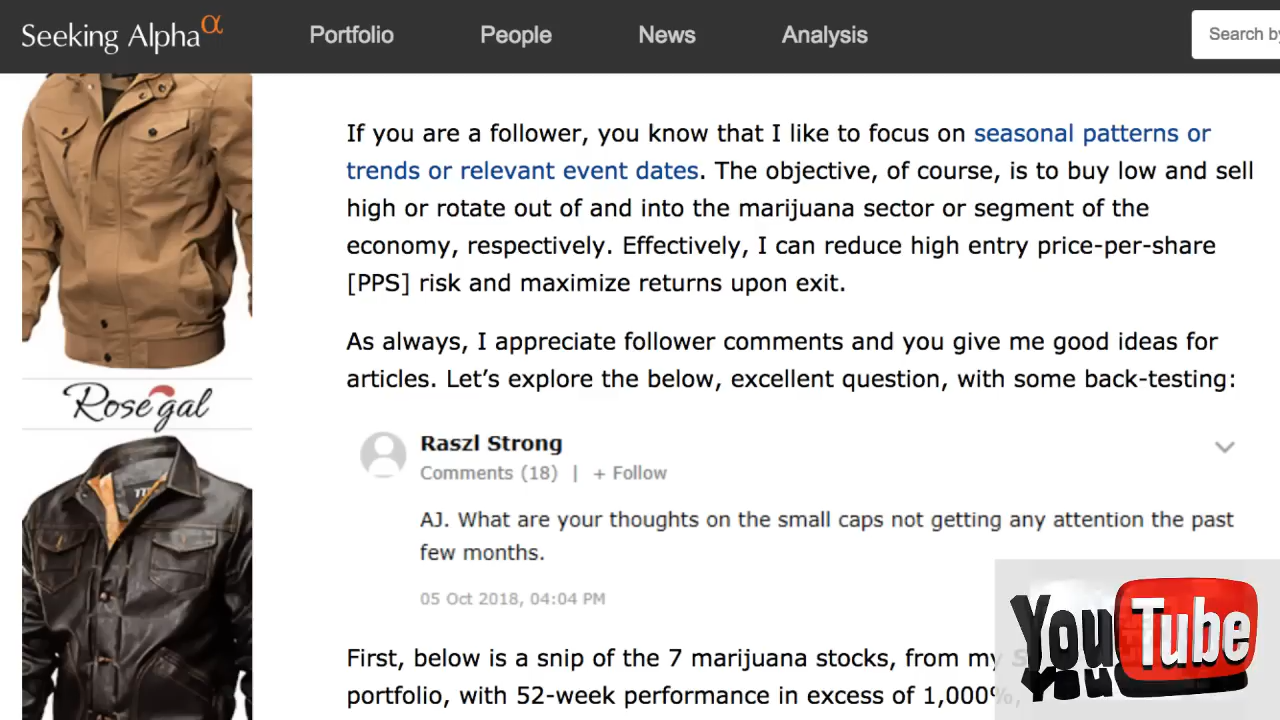 Seeking Alpha α
Portfolio
People
News
Analysis
Search by
If you are a follower, you know that I like to focus on seasonal patterns or
trends or relevant event dates. The objective, of course, is to buy low and sell
high or rotate out of and into the marijuana sector or segment of the
economy, respectively. Effectively, I can reduce high entry price-per-share
[PPS] risk and maximize returns upon exit.
As always, I appreciate follower comments and you give me good ideas for
articles. Let’s explore the below, excellent question, with some back-testing:
Rosegal
Raszl Strong
Comments (18) | + Follow
AJ. What are your thoughts on the small caps not getting any attention the past
few months.
05 Oct 2018, 04:04 PM
First, below is a snip of the 7 marijuana stocks, from my
portfolio, with 52-week performance in excess of 1,000%,
YouTube